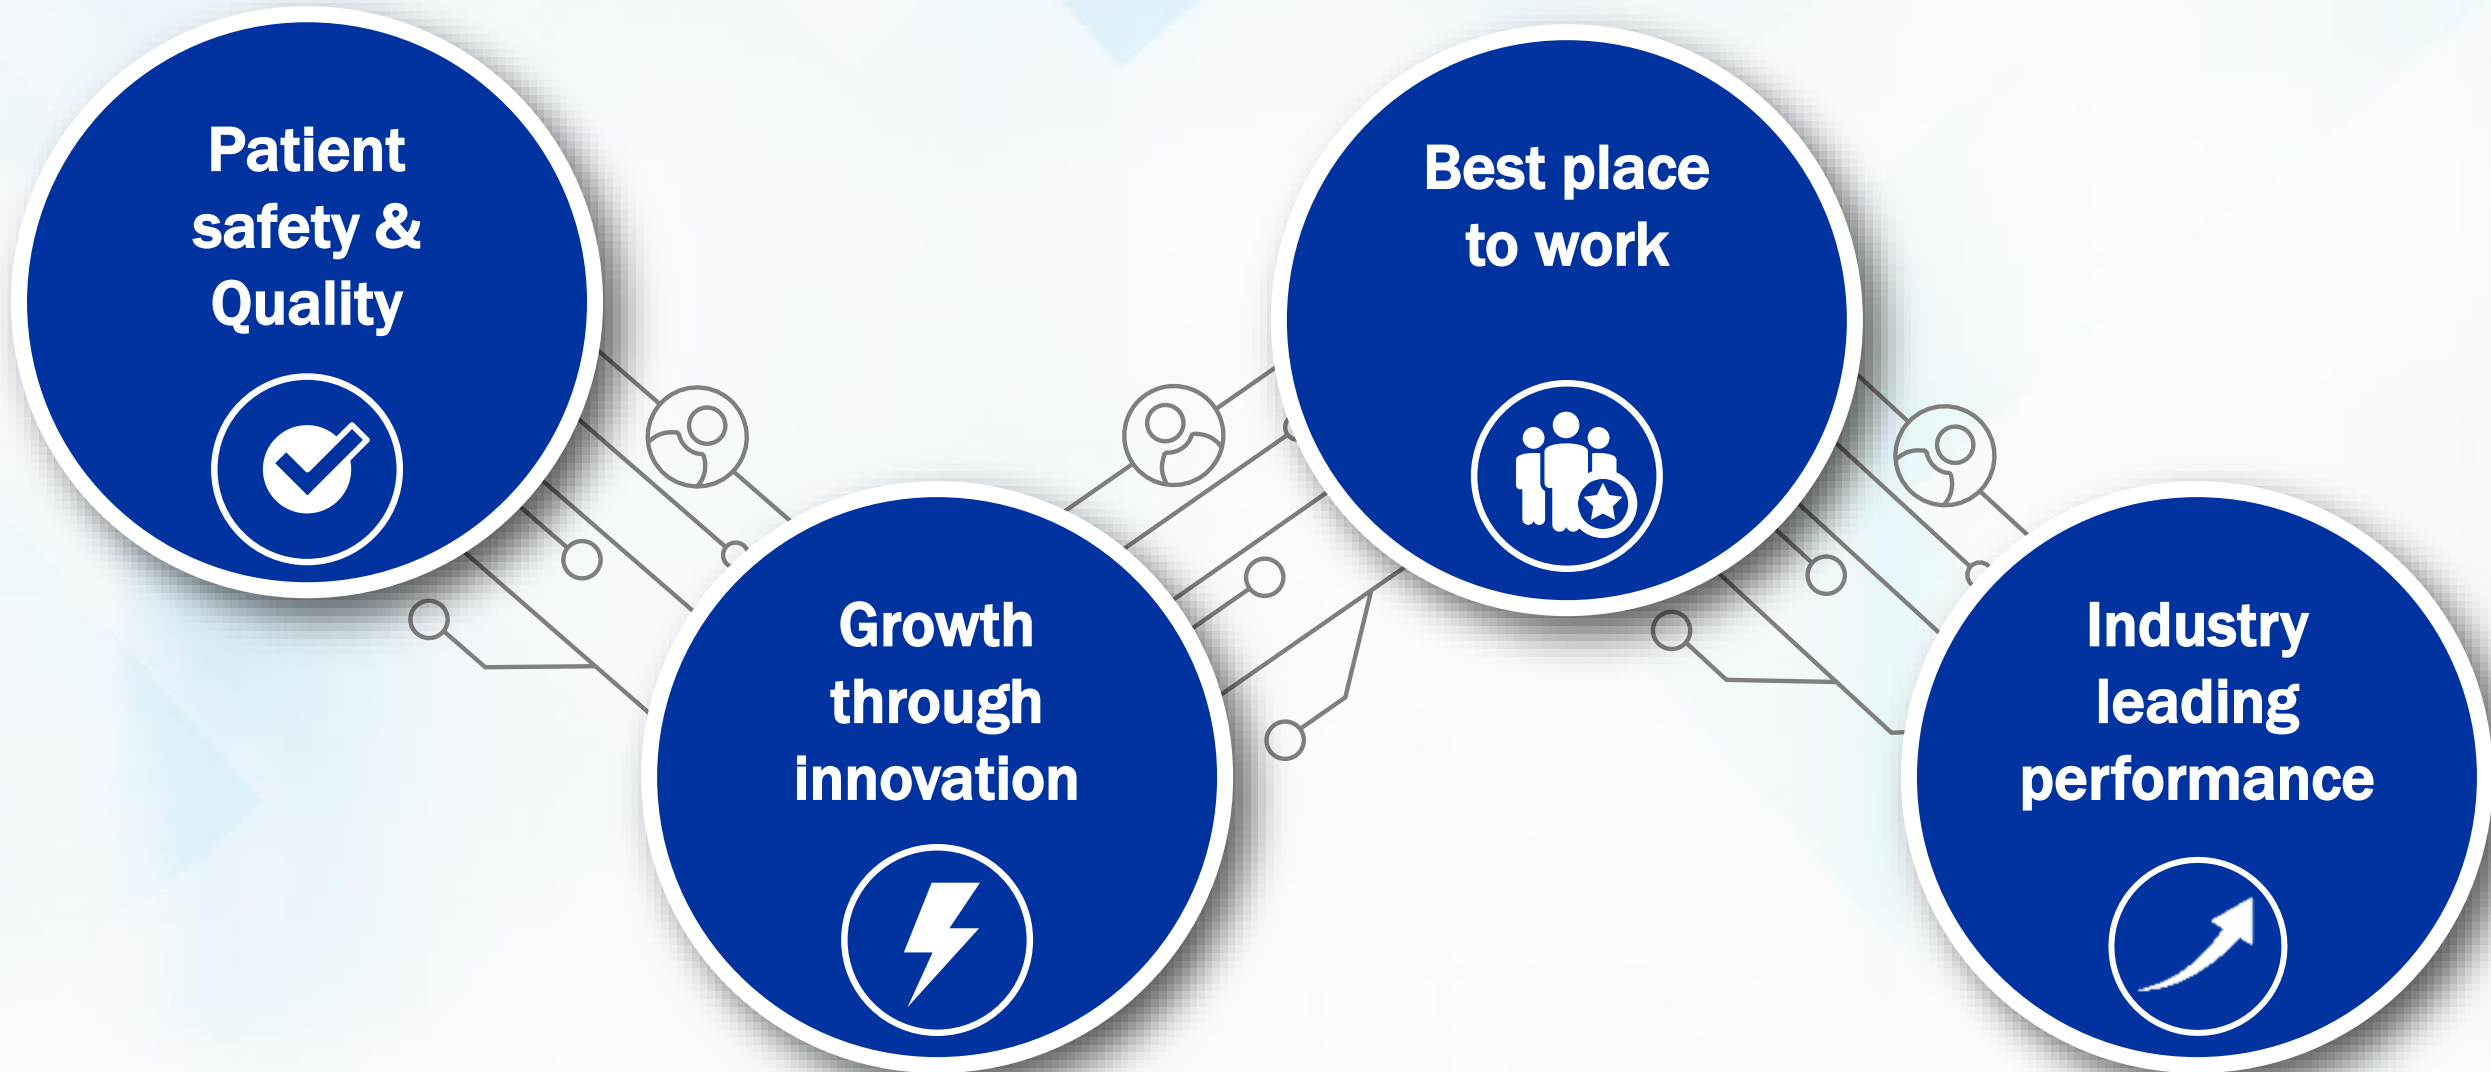 Patient
safety &
Quality
Growth
through
innovation
Best place
to work
Industry
leading
performance